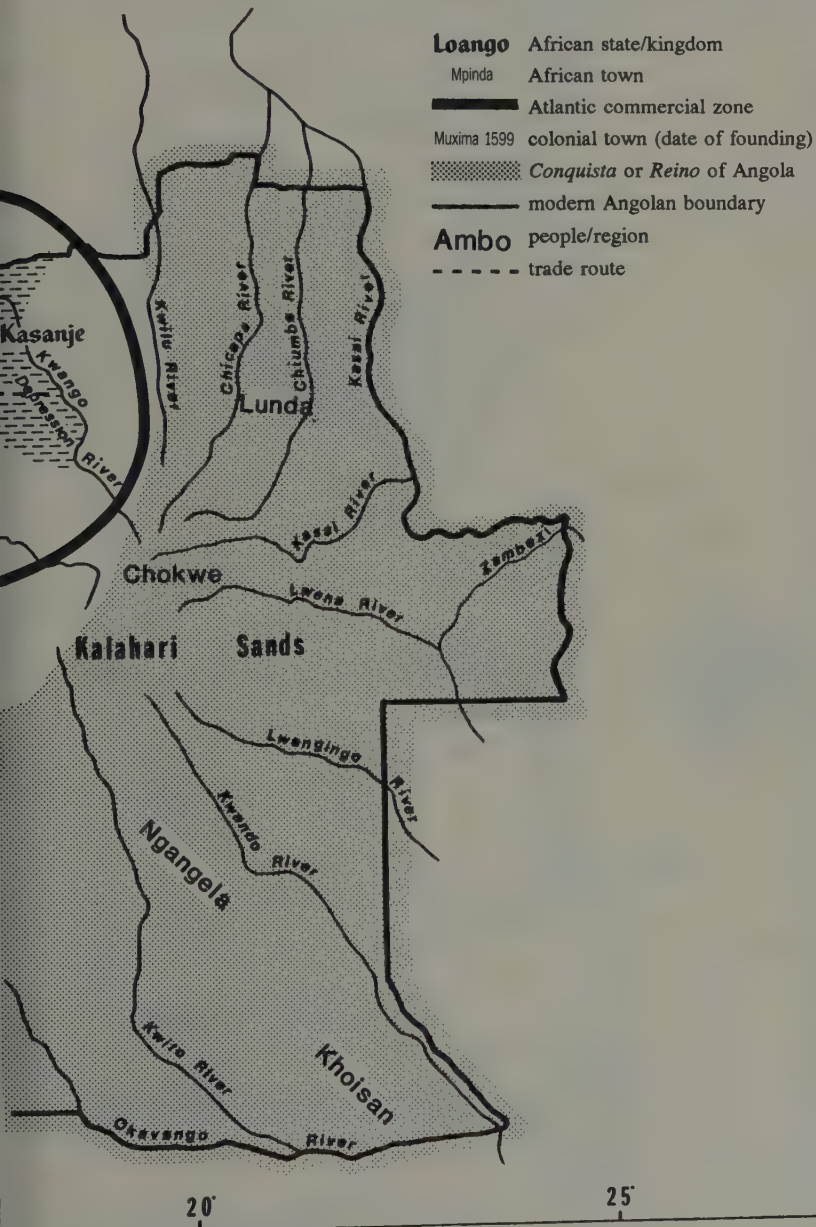 Loango African state/kingdom
Mpinda African town
Atlantic commercial zone
Muxima 1599 colonial town (date of founding)
Conquista or Reino of Angola
modern Angolan boundary
Ambo people/region
trade route
Kasanje
Kwango
Depression
River
Kwilu River
Chicapa River
Chiumbe River
Kasai River
Lunda
Kasai River
Zambezi
Chokwe
Lwena River
Kalahari Sands
Lwengingo
River
Kwando
River
Ngangela
Kwito River
Khoisan
Okavango
River
20°
25°